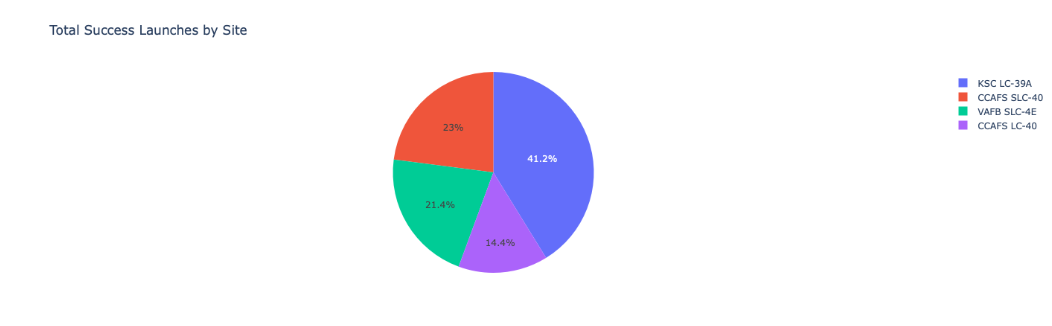 Total Success Launches by Site
KSC LC-39A
CCAFS SLC-40
VAFB SLC-4E
CCAFS LC-40
23%
41.2%
21.4%
14.4%